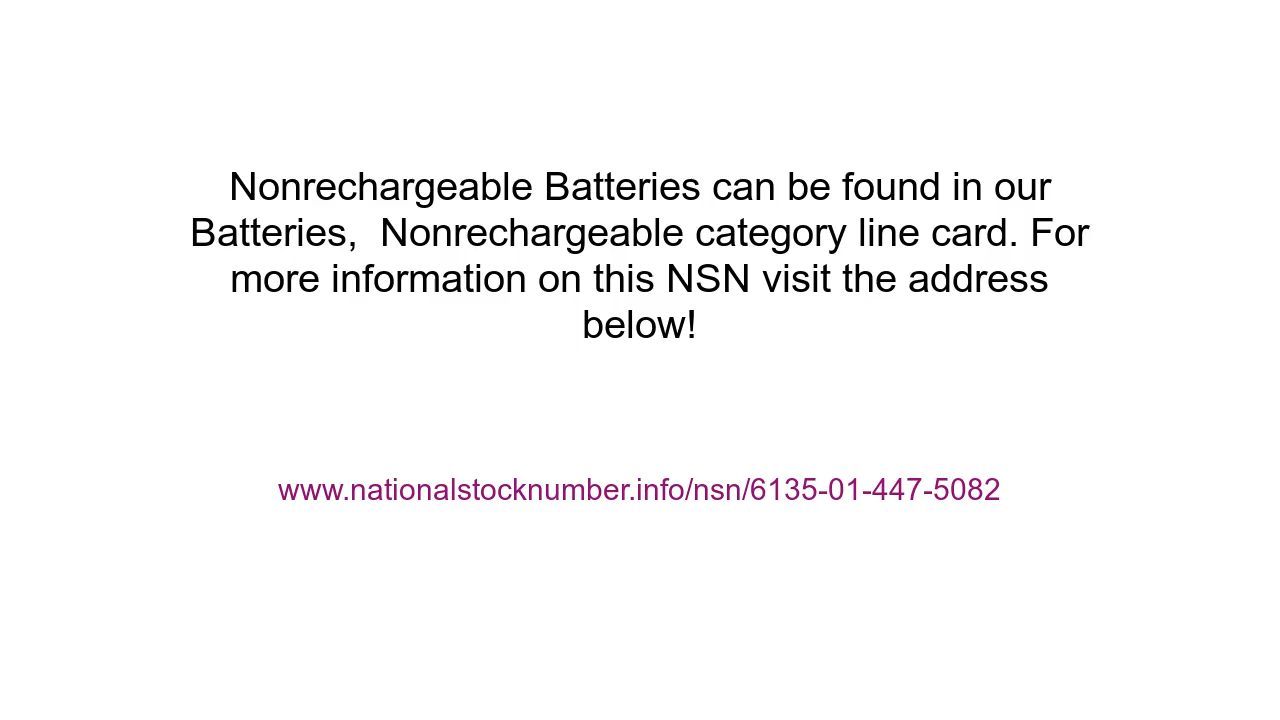 Nonrechargeable Batteries can be found in our
Batteries,  Nonrechargeable category line card. For
more information on this NSN visit the address
below!
www.nationalstocknumber.info/nsn/6135-01-447-5082